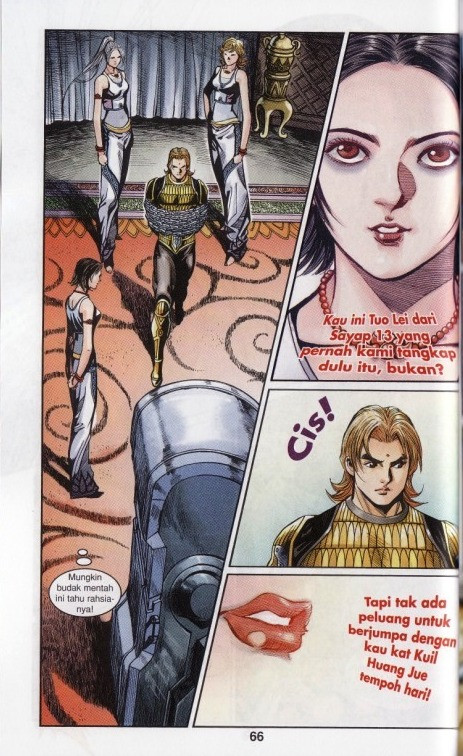 Kau ini Tuo Lei dari
Sayap 13 yang
pernah kami tangkap
dulu itu, bukan?
Cis!
Mungkin
budak mentah
ini tahu rahsia-
nya!
Tapi tak ada
peluang untuk
berjumpa dengan
kau kat Kuil
Huang Jue
tempoh hari!
66